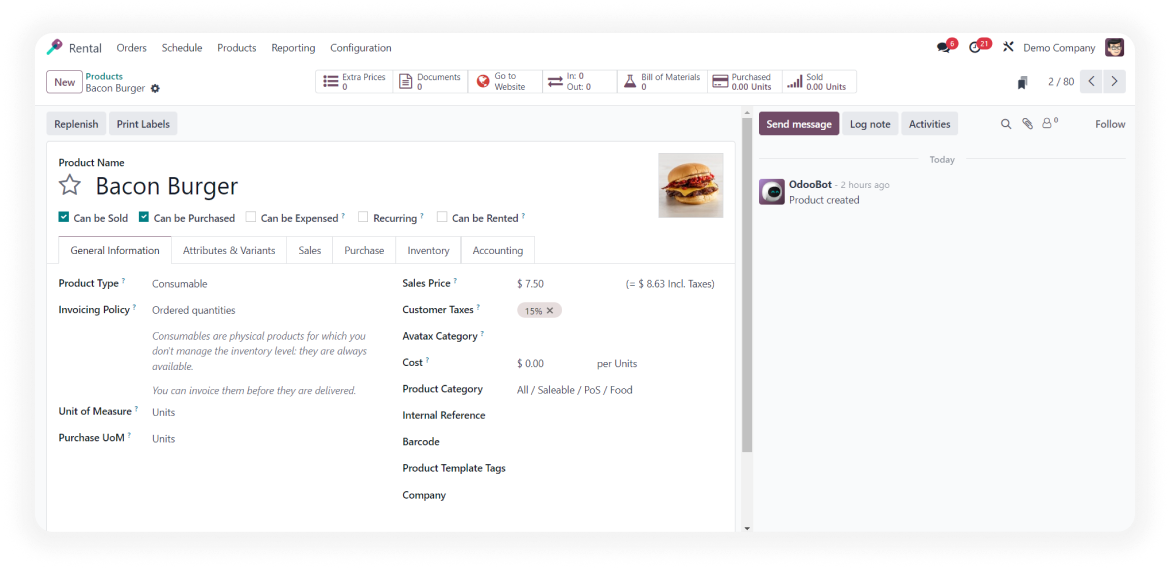 Rental Orders Schedule Products Reporting Configuration 6 21 Demo Company
New Products
Bacon Burger
Extra Prices
0
Documents
0
Go to
Website
In: 0
Out: 0
Bill of Materials
0
Purchased
0.00 Units
Sold
0.00 Units
2 / 80
Replenish Print Labels
Send message Log note Activities 0 Follow
Product Name
Bacon Burger
Can be Sold Can be Purchased Can be Expensed ? Recurring ? Can be Rented ?
General Information Attributes & Variants Sales Purchase Inventory Accounting
Product Type ? Consumable
Invoicing Policy ? Ordered quantities
Consumables are physical products for which you
don't manage the inventory level: they are always
available.
You can invoice them before they are delivered.
Unit of Measure ? Units
Purchase UoM ? Units
Sales Price ? $ 7.50 (= $ 8.63 Incl. Taxes)
Customer Taxes ? 15% ✕
Avatax Category ?
Cost ? $ 0.00 per Units
Product Category All / Saleable / PoS / Food
Internal Reference
Barcode
Product Template Tags
Company
Today
OdooBot - 2 hours ago
Product created